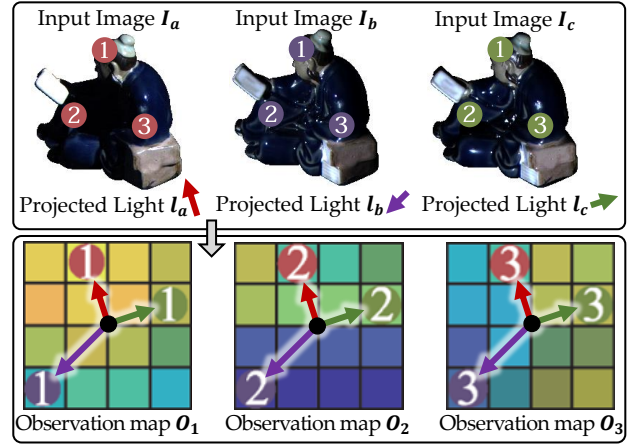 Input Image I_a Input Image I_b Input Image I_c
1 1 1
2 3 2 3 2 3
Projected Light l_a Projected Light l_b Projected Light l_c
1 2 3
1 2 3
1 2 3
Observation map O_1 Observation map O_2 Observation map O_3